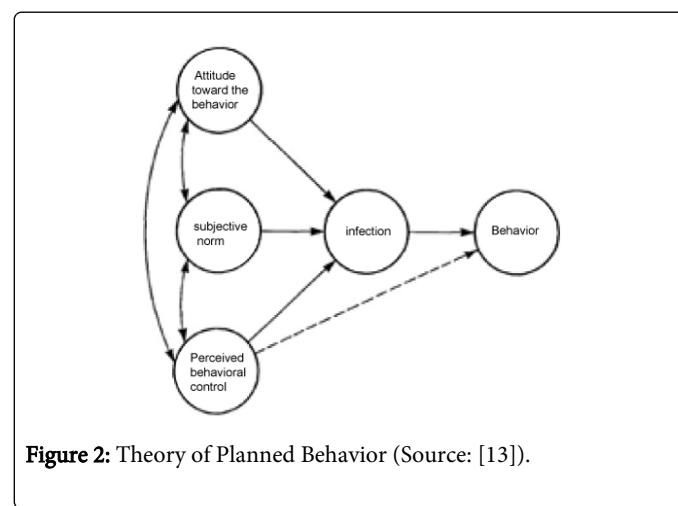 Attitude
toward the
behavior
subjective
norm
infection
Behavior
Perceived
behavioral
control
Figure 2: Theory of Planned Behavior (Source: [13]).